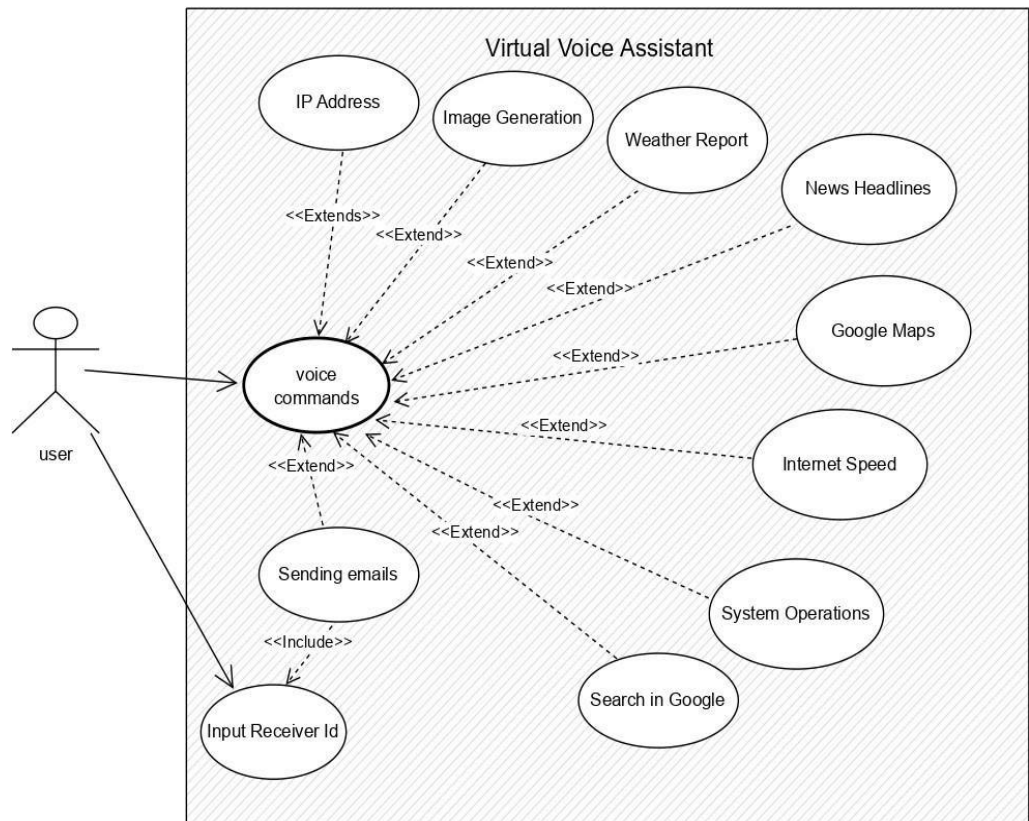 Virtual Voice Assistant
IP Address
Image Generation
Weather Report
News Headlines
<<Extends>>
<<Extend>>
<<Extend>>
<<Extend>>
Google Maps
<<Extend>>
voice
commands
user
<<Extend>>
Internet Speed
<<Extend>>
<<Extend>>
<<Extend>>
Sending emails
System Operations
<<Include>>
Search in Google
Input Receiver Id